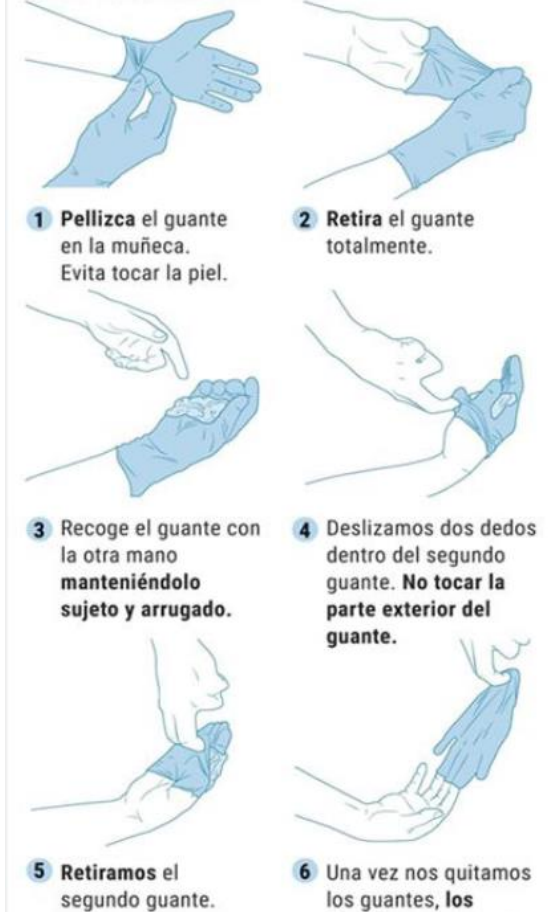 1 Pellizca el guante
en la muñeca.
Evita tocar la piel.
2 Retira el guante
totalmente.
3 Recoge el guante con
la otra mano
manteniéndolo
sujeto y arrugado.
4 Deslizamos dos dedos
dentro del segundo
guante. No tocar la
parte exterior del
guante.
5 Retiramos el
segundo guante.
6 Una vez nos quitamos
los guantes, los